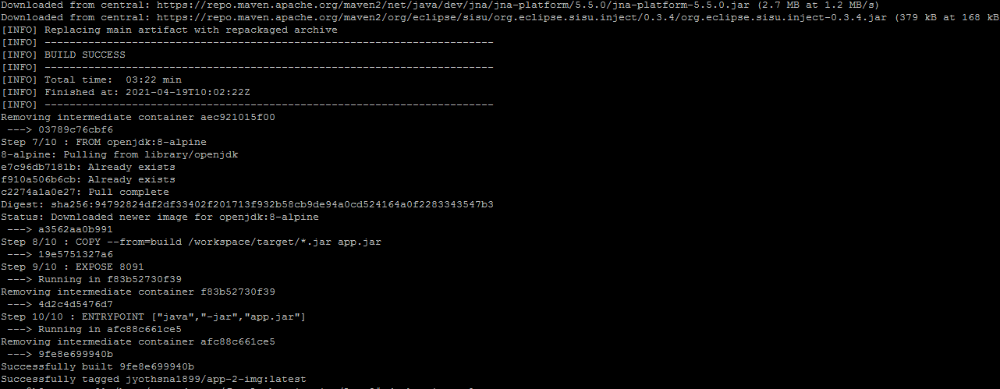 Downloaded from central: https://repo.maven.apache.org/maven2/net/java/dev/jna/jna-platform/5.5.0/jna-platform-5.5.0.jar (2.7 MB at 1.2 MB/s)
Downloaded from central: https://repo.maven.apache.org/maven2/org/eclipse/sisu/org.eclipse.sisu.inject/0.3.4/org.eclipse.sisu.inject-0.3.4.jar (379 kB at 168 kB
[INFO] Replacing main artifact with repackaged archive
[INFO] ------------------------------------------------------------------------
[INFO] BUILD SUCCESS
[INFO] ------------------------------------------------------------------------
[INFO] Total time:  03:22 min
[INFO] Finished at: 2021-04-19T10:02:22Z
[INFO] ------------------------------------------------------------------------
Removing intermediate container aec921015f00
 ---> 03789c76cbf6
Step 7/10 : FROM openjdk:8-alpine
8-alpine: Pulling from library/openjdk
e7c96db7181b: Already exists
f910a506b6cb: Already exists
c2274a1a0e27: Pull complete
Digest: sha256:94792824df2df33402f201713f932b58cb9de94a0cd524164a0f2283343547b3
Status: Downloaded newer image for openjdk:8-alpine
 ---> a3562aa0b991
Step 8/10 : COPY --from=build /workspace/target/*.jar app.jar
 ---> 19e5751327a6
Step 9/10 : EXPOSE 8091
 ---> Running in f83b52730f39
Removing intermediate container f83b52730f39
 ---> 4d2c4d5476d7
Step 10/10 : ENTRYPOINT ["java","-jar","app.jar"]
 ---> Running in afc88c661ce5
Removing intermediate container afc88c661ce5
 ---> 9fe8e699940b
Successfully built 9fe8e699940b
Successfully tagged jyothsna1899/app-2-img:latest